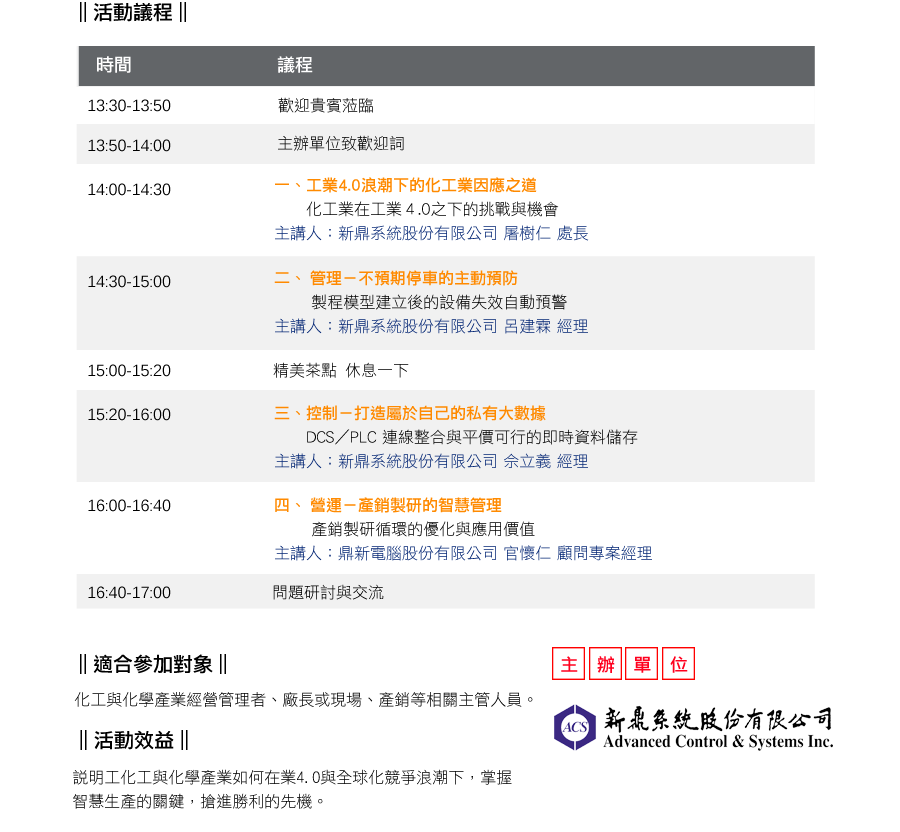 ‖ 活動議程 ‖
時間 議程
13:30-13:50 歡迎貴賓蒞臨
13:50-14:00 主辦單位致歡迎詞
14:00-14:30 一、工業4.0浪潮下的化工業因應之道
化工業在工業４.0之下的挑戰與機會
主講人：新鼎系統股份有限公司 屠樹仁 處長
14:30-15:00 二、 管理－不預期停車的主動預防
製程模型建立後的設備失效自動預警
主講人：新鼎系統股份有限公司 呂建霖 經理
15:00-15:20 精美茶點 休息一下
15:20-16:00 三、控制－打造屬於自己的私有大數據
DCS／PLC 連線整合與平價可行的即時資料儲存
主講人：新鼎系統股份有限公司 佘立義 經理
16:00-16:40 四、 營運－產銷製研的智慧管理
產銷製研循環的優化與應用價值
主講人：鼎新電腦股份有限公司 官懷仁 顧問專案經理
16:40-17:00 問題研討與交流
‖ 適合參加對象 ‖
化工與化學產業經營管理者、廠長或現場、產銷等相關主管人員。
‖ 活動效益 ‖
說明工化工與化學產業如何在業4.0與全球化競爭浪潮下，掌握
智慧生產的關鍵，搶進勝利的先機。
主辦單位
ACS 新鼎系統股份有限公司
Advanced Control & Systems Inc.